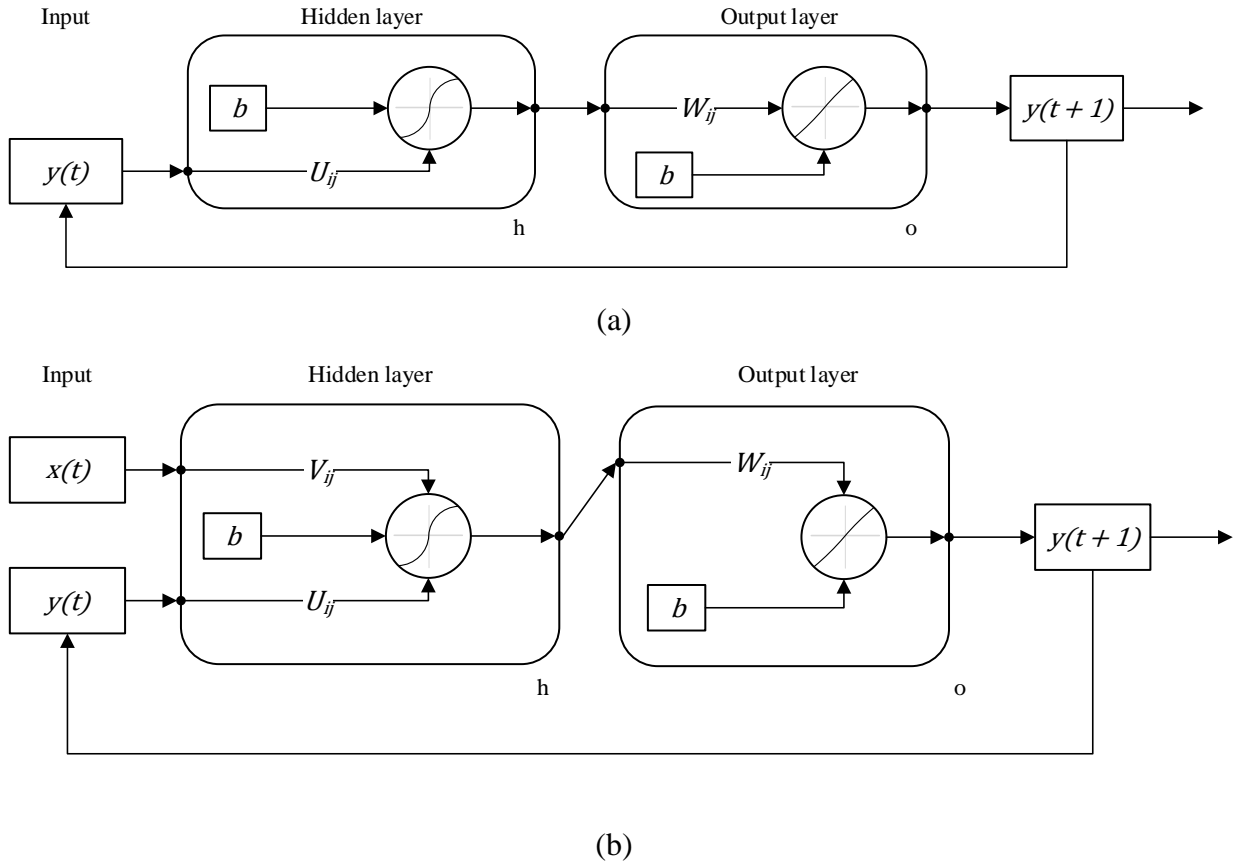 Input Hidden layer Output layer
b W_ij y(t + 1)
y(t) U_ij b
h o
(a)
Input Hidden layer Output layer
x(t) V_ij W_ij
b y(t + 1)
y(t) U_ij b
h o
(b)